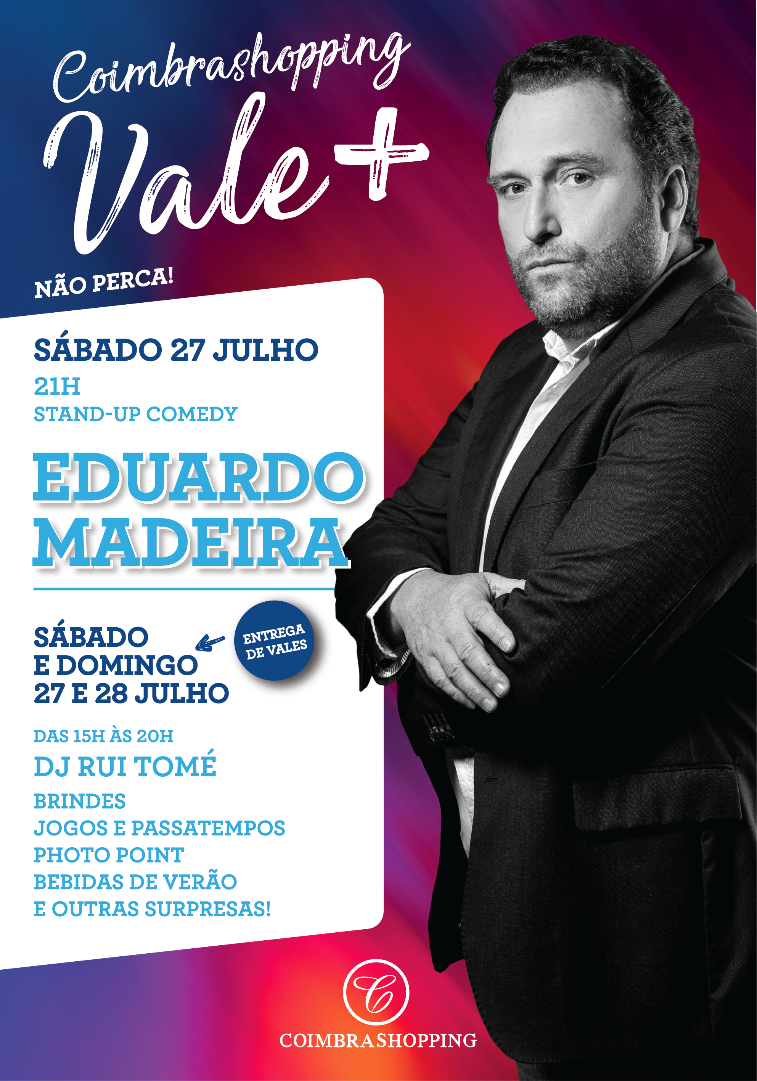 Coimbrashopping
Vale+
NÃO PERCA!
SÁBADO 27 JULHO
21H
STAND-UP COMEDY
EDUARDO
MADEIRA
SÁBADO
E DOMINGO
27 E 28 JULHO
ENTREGA
DE VALES
DAS 15H ÀS 20H
DJ RUI TOMÉ
BRINDES
JOGOS E PASSATEMPOS
PHOTO POINT
BEBIDAS DE VERÃO
E OUTRAS SURPRESAS!
C
COIMBRASHOPPING